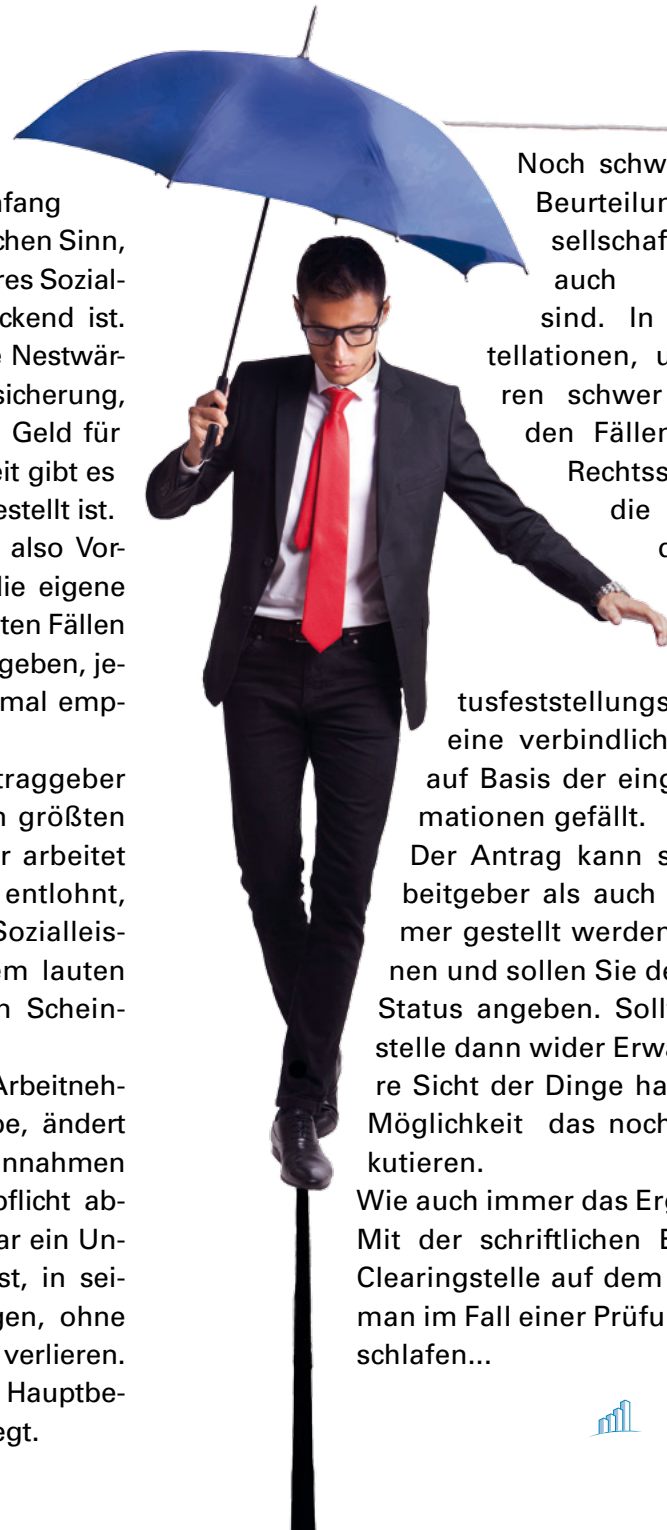 nfang
chen Sinn,
res Sozial-
ckend ist.
e Nestwär-
sicherung,
Geld für
eit gibt es
estellt ist.
also Vor-
die eigene
ten Fällen
geben, je-
mal emp-
traggeber
n größten
r arbeitet
entlohnt,
Sozialleis-
em lauten
n Schein-
Arbeitneh-
be, ändert
nnahmen
pflicht ab-
ar ein Un-
st, in sei-
gen, ohne
verlieren.
Hauptbe-
egt.
Noch schw
Beurteilun
sellschaf
auch
sind. In
tellationen, u
ren schwer
den Fällen
Rechtss
die
tusfeststellungs
eine verbindlich
auf Basis der eing
mationen gefällt.
Der Antrag kann s
beitgeber als auch
mer gestellt werden
nen und sollen Sie de
Status angeben. Soll
stelle dann wider Erwa
re Sicht der Dinge ha
Möglichkeit das noch
kutieren.
Wie auch immer das Erg
Mit der schriftlichen E
Clearingstelle auf dem
man im Fall einer Prüfu
schlafen...